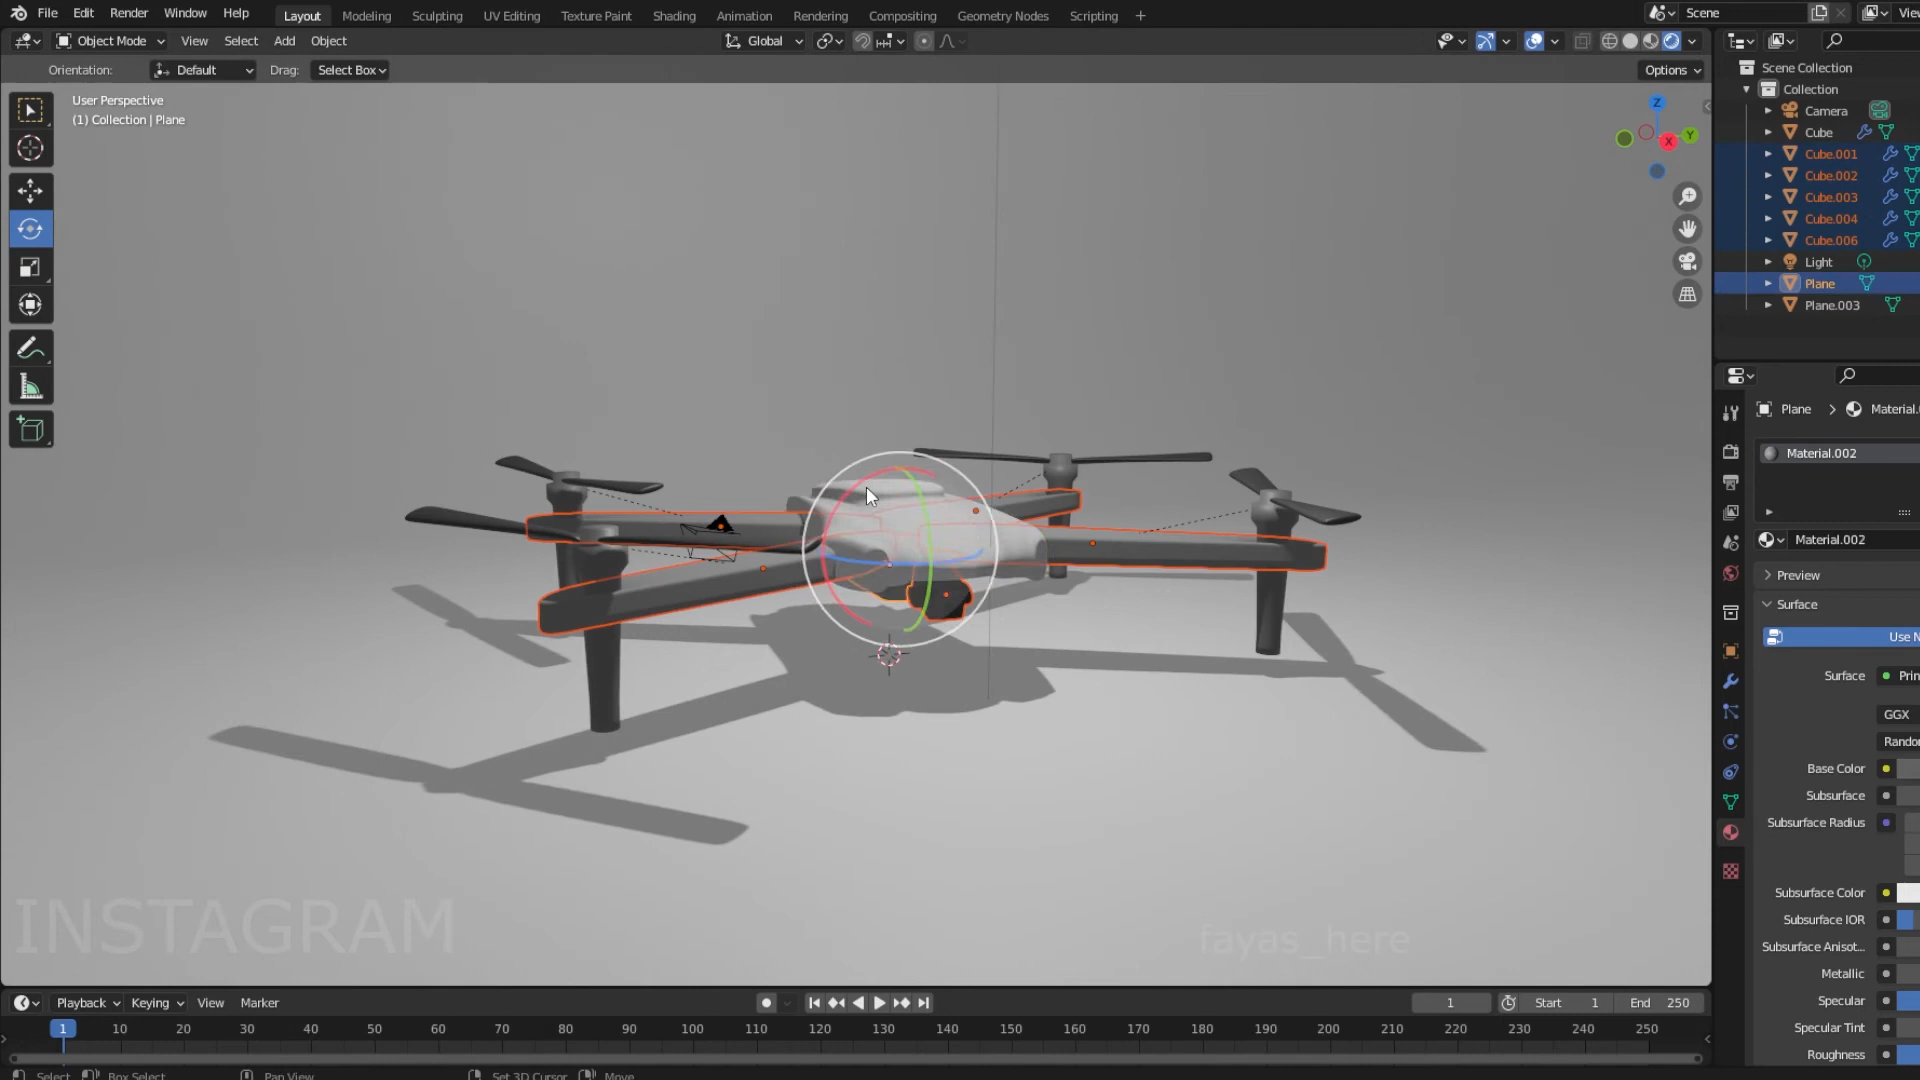 File Edit Render Window Help Layout Modeling Sculpting UV Editing Texture Paint Shading Animation Rendering Compositing Geometry Nodes Scripting + Scene
Object Mode View Select Add Object Global
Orientation: Default Drag: Select Box Options
User Perspective
(1) Collection | Plane
Z
Y
X
Scene Collection
Collection
Camera
Cube
Cube.001
Cube.002
Cube.003
Cube.004
Cube.006
Light
Plane
Plane.003
Plane > Material.
Material.002
Material.002
Preview
Surface
Use N
Surface Prin
GGX
Rando
Base Color
Subsurface
Subsurface Radius
Subsurface Color
Subsurface IOR
Subsurface Anisot...
Metallic
Specular
Specular Tint
Roughness
INSTAGRAM
fayas_here
Playback Keying View Marker 1 Start 1 End 250
1 10 20 30 40 50 60 70 80 90 100 110 120 130 140 150 160 170 180 190 200 210 220 230 240 250
Select Box Select Pan View Set 3D Cursor Move